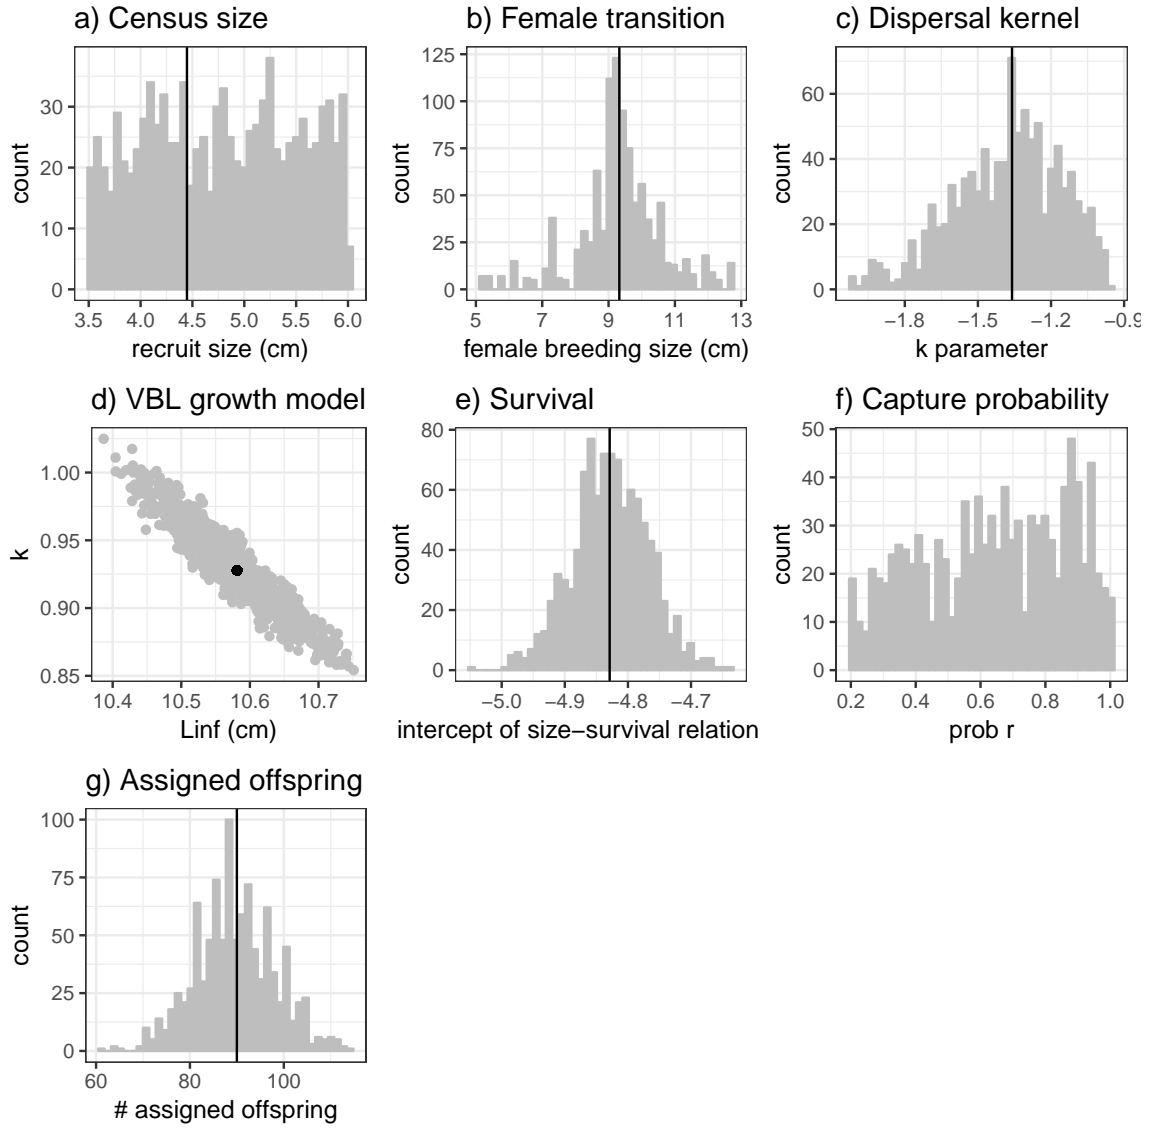 a) Census size
b) Female transition
c) Dispersal kernel
count
30
20
10
0
3.5 4.0 4.5 5.0 5.5 6.0
recruit size (cm)
count
125
100
75
50
25
0
5 7 9 11 13
female breeding size (cm)
count
60
40
20
0
−1.8 −1.5 −1.2 −0.9
k parameter
d) VBL growth model
e) Survival
f) Capture probability
k
1.00
0.95
0.90
0.85
10.4 10.5 10.6 10.7
Linf (cm)
count
80
60
40
20
0
−5.0 −4.9 −4.8 −4.7
intercept of size−survival relation
count
50
40
30
20
10
0
0.2 0.4 0.6 0.8 1.0
prob r
g) Assigned offspring
count
100
75
50
25
0
60 80 100
# assigned offspring